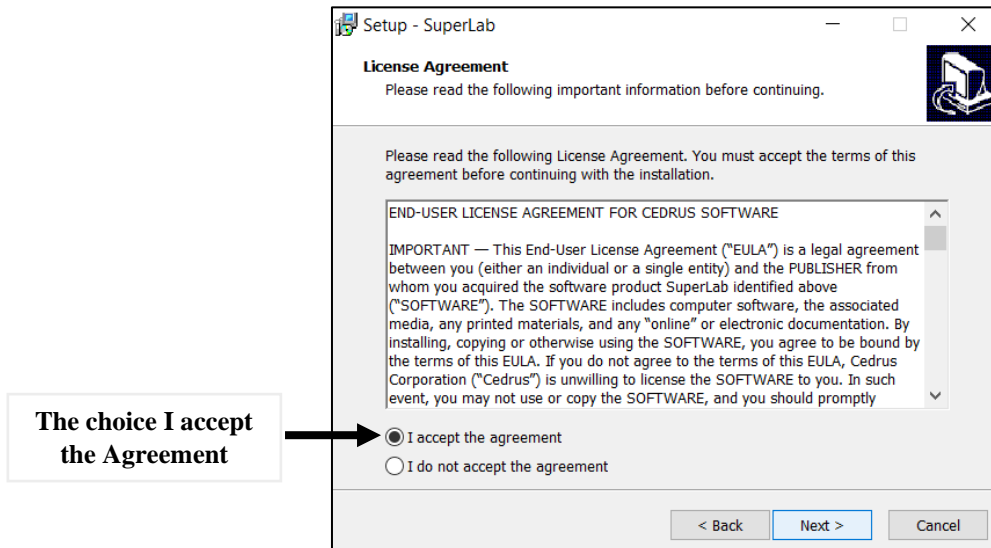 Setup - SuperLab
License Agreement
Please read the following important information before continuing.
Please read the following License Agreement. You must accept the terms of this
agreement before continuing with the installation.
END-USER LICENSE AGREEMENT FOR CEDRUS SOFTWARE
IMPORTANT — This End-User License Agreement (“EULA”) is a legal agreement
between you (either an individual or a single entity) and the PUBLISHER from
whom you acquired the software product SuperLab identified above
(“SOFTWARE”). The SOFTWARE includes computer software, the associated
media, any printed materials, and any “online” or electronic documentation. By
installing, copying or otherwise using the SOFTWARE, you agree to be bound by
the terms of this EULA. If you do not agree to the terms of this EULA, Cedrus
Corporation (“Cedrus”) is unwilling to license the SOFTWARE to you. In such
event, you may not use or copy the SOFTWARE, and you should promptly
The choice I accept
the Agreement
I accept the agreement
I do not accept the agreement
< Back
Next >
Cancel